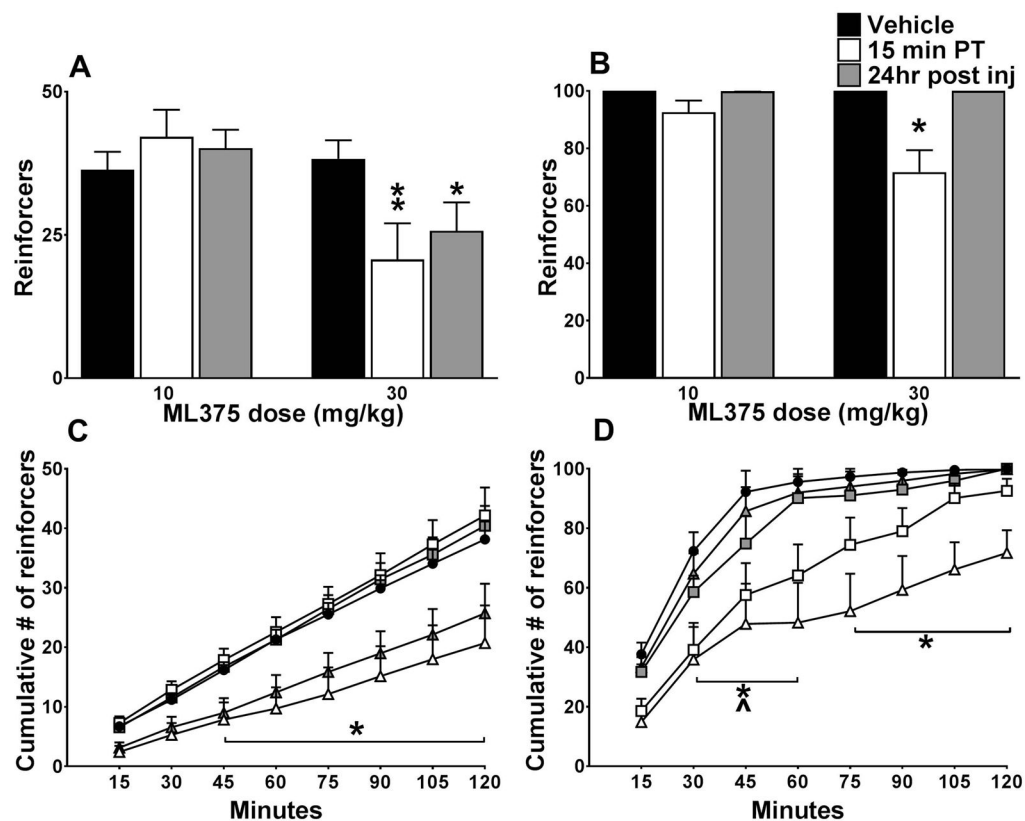 Vehicle
15 min PT
24hr post inj
A
50
25
0
Reinforcers
**
*
10
30
ML375 dose (mg/kg)
B
100
80
60
40
20
0
Reinforcers
*
10
30
ML375 dose (mg/kg)
C
50
40
30
20
10
0
Cumulative # of reinforcers
*
15 30 45 60 75 90 105 120
Minutes
D
100
80
60
40
20
0
Cumulative # of reinforcers
*
*
^
15 30 45 60 75 90 105 120
Minutes